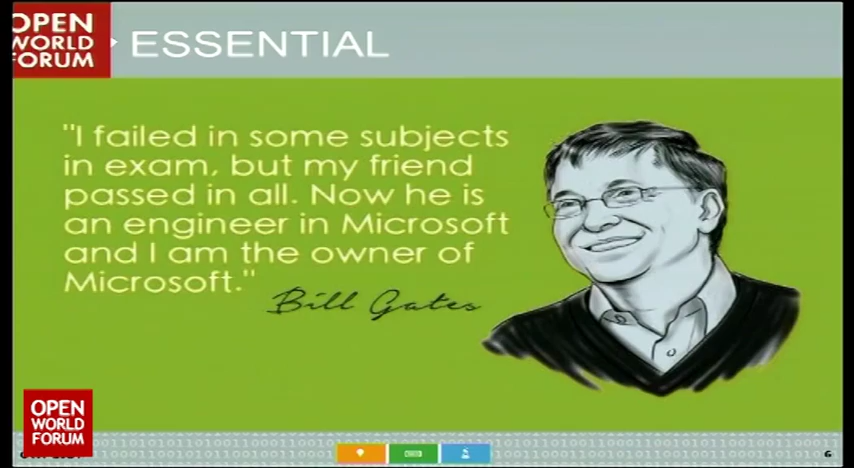 OPEN
WORLD
FORUM
ESSENTIAL
"I failed in some subjects
in exam, but my friend
passed in all. Now he is
an engineer in Microsoft
and I am the owner of
Microsoft."
Bill Gates
OPEN
WORLD
FORUM
6